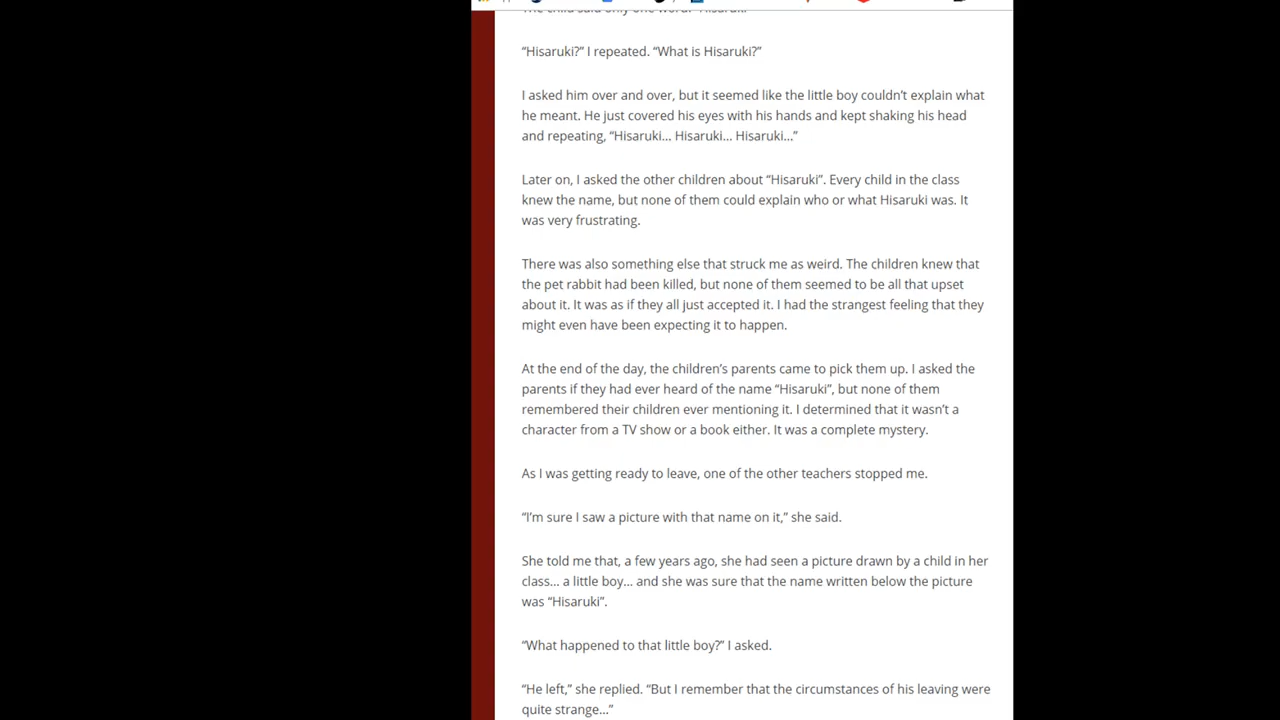 The child said only one word: “Hisaruki”
“Hisaruki?” I repeated. “What is Hisaruki?”
I asked him over and over, but it seemed like the little boy couldn’t explain what
he meant. He just covered his eyes with his hands and kept shaking his head
and repeating, “Hisaruki… Hisaruki… Hisaruki…”
Later on, I asked the other children about “Hisaruki”. Every child in the class
knew the name, but none of them could explain who or what Hisaruki was. It
was very frustrating.
There was also something else that struck me as weird. The children knew that
the pet rabbit had been killed, but none of them seemed to be all that upset
about it. It was as if they all just accepted it. I had the strangest feeling that they
might even have been expecting it to happen.
At the end of the day, the children’s parents came to pick them up. I asked the
parents if they had ever heard of the name “Hisaruki”, but none of them
remembered their children ever mentioning it. I determined that it wasn’t a
character from a TV show or a book either. It was a complete mystery.
As I was getting ready to leave, one of the other teachers stopped me.
“I’m sure I saw a picture with that name on it,” she said.
She told me that, a few years ago, she had seen a picture drawn by a child in her
class… a little boy… and she was sure that the name written below the picture
was “Hisaruki”.
“What happened to that little boy?” I asked.
“He left,” she replied. “But I remember that the circumstances of his leaving were
quite strange…”